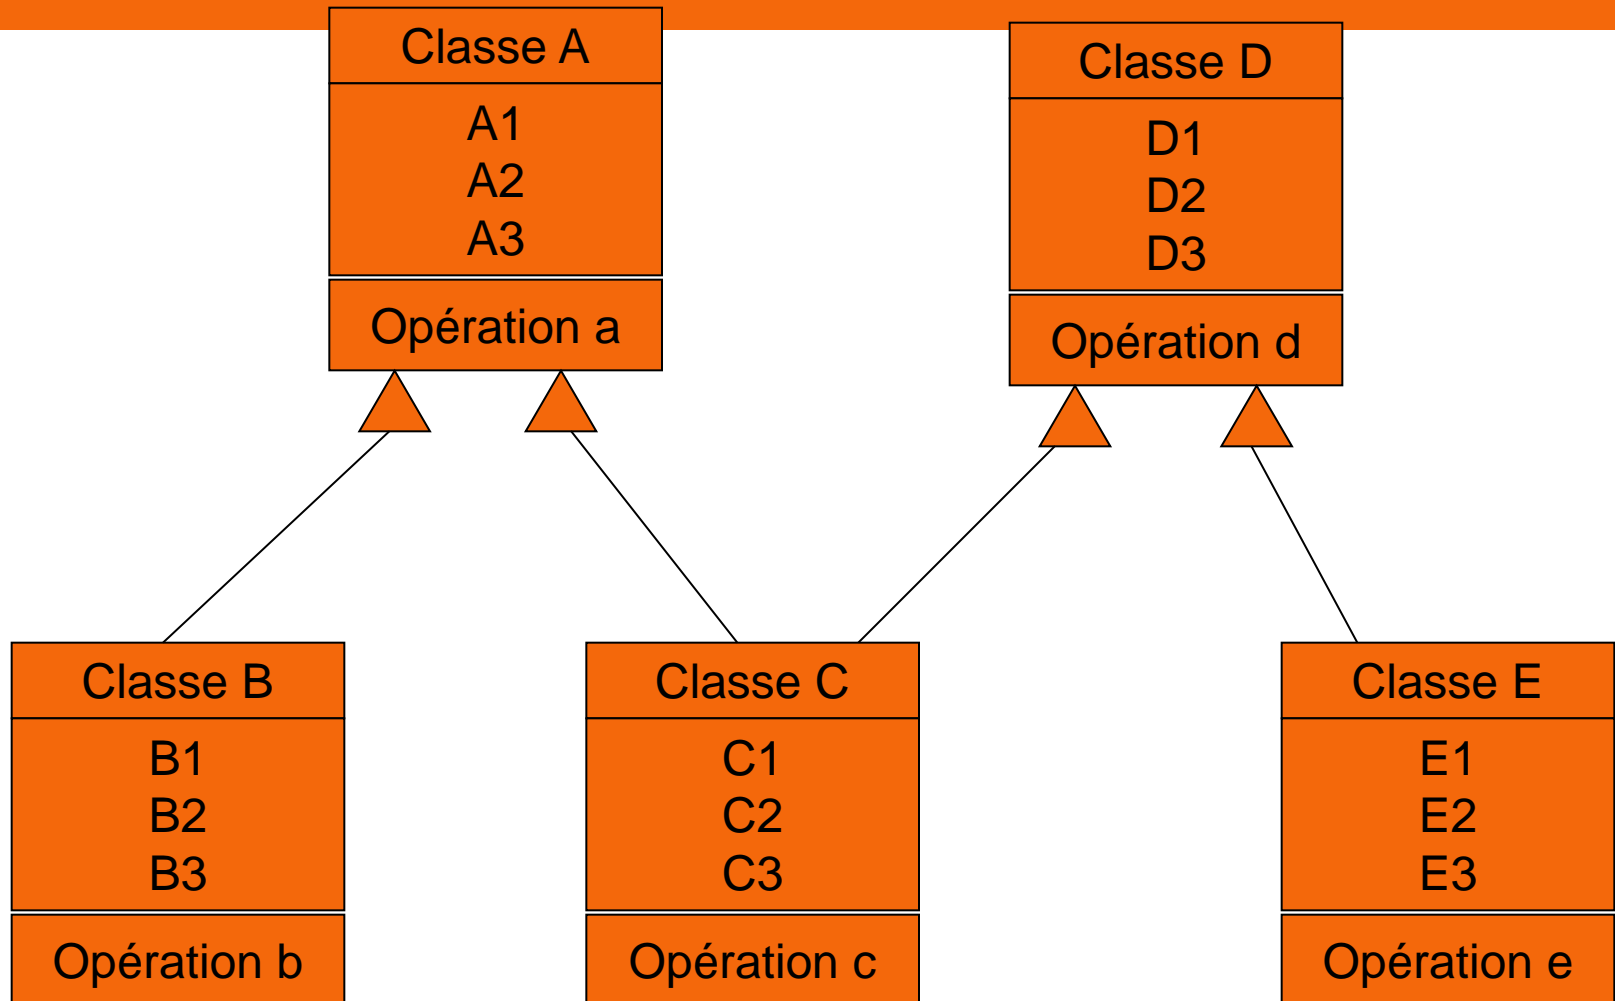 Classe A
A1
A2
A3
Opération a
Classe D
D1
D2
D3
Opération d
Classe B
B1
B2
B3
Opération b
Classe C
C1
C2
C3
Opération c
Classe E
E1
E2
E3
Opération e